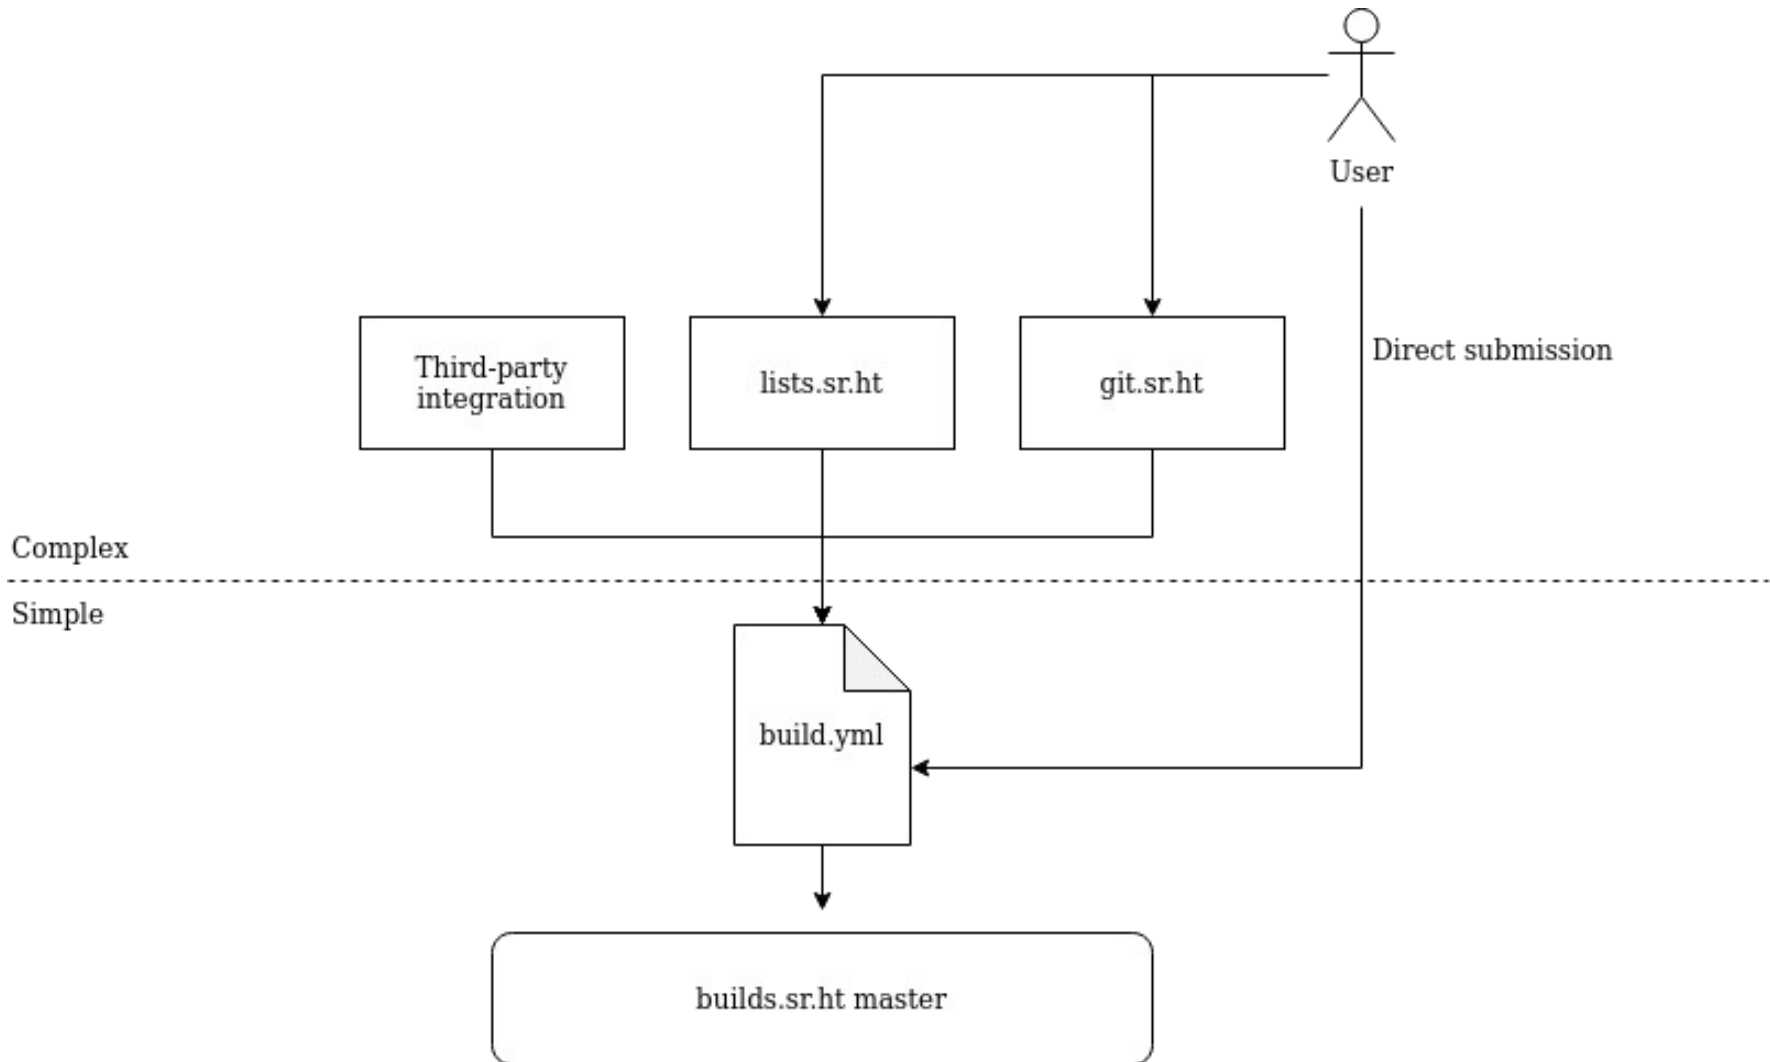 User
Direct submission
Third-party
integration
lists.sr.ht
git.sr.ht
Complex
Simple
build.yml
builds.sr.ht master